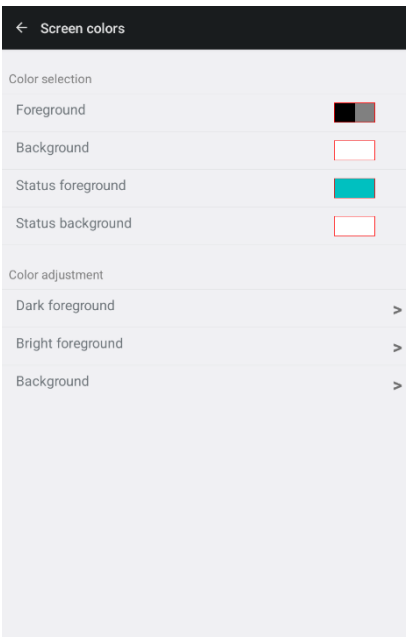 ← Screen colors
Color selection
Foreground
Background
Status foreground
Status background
Color adjustment
Dark foreground >
Bright foreground >
Background >